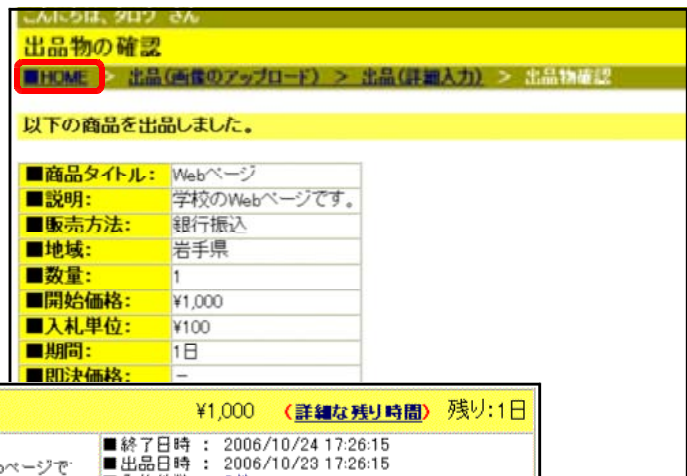 こんにちは、タロウ さん
出品物の確認
■HOME > 出品(画像のアップロード) > 出品(詳細入力) > 出品物確認
以下の商品を出品しました。
■商品タイトル: Webページ
■説明: 学校のWebページです。
■販売方法: 銀行振込
■地域: 岩手県
■数量: 1
■開始価格: ¥1,000
■入札単位: ¥100
■期間: 1日
■即決価格: −
¥1,000 (詳細な残り時間) 残り:1日
■終了日時 : 2006/10/24 17:26:15
ページで ■出品日時 : 2006/10/23 17:26:15